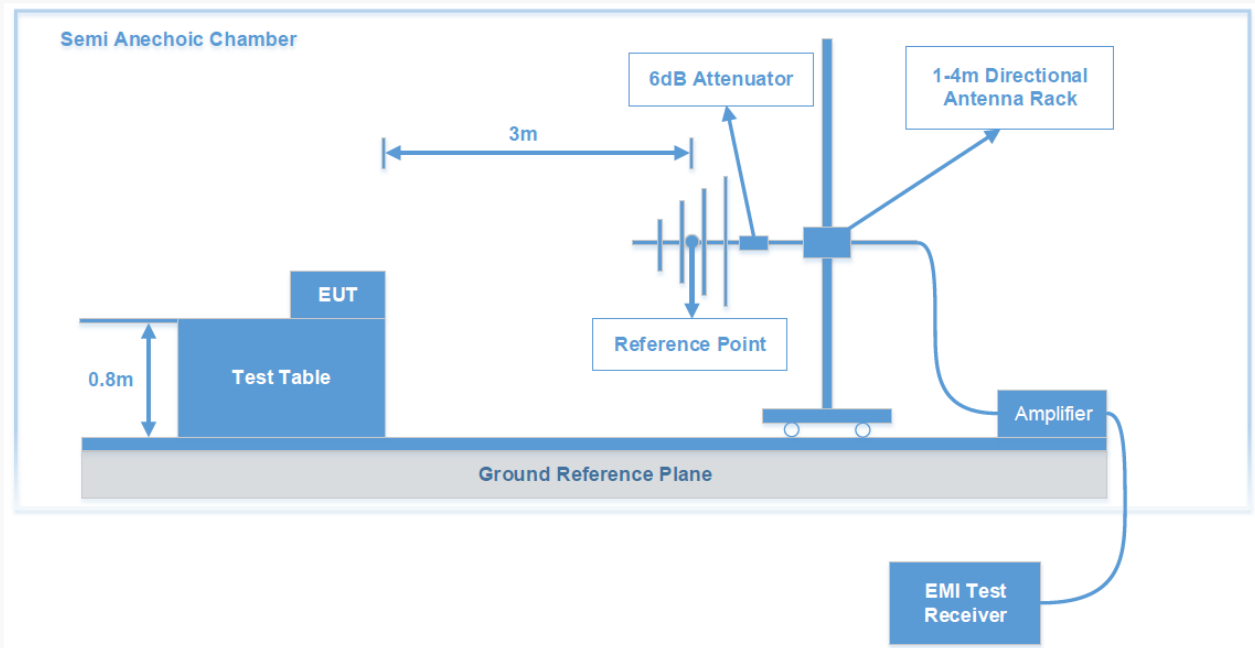 Semi Anechoic Chamber
6dB Attenuator
1-4m Directional
Antenna Rack
3m
EUT
Reference Point
0.8m
Test Table
Amplifier
Ground Reference Plane
EMI Test
Receiver